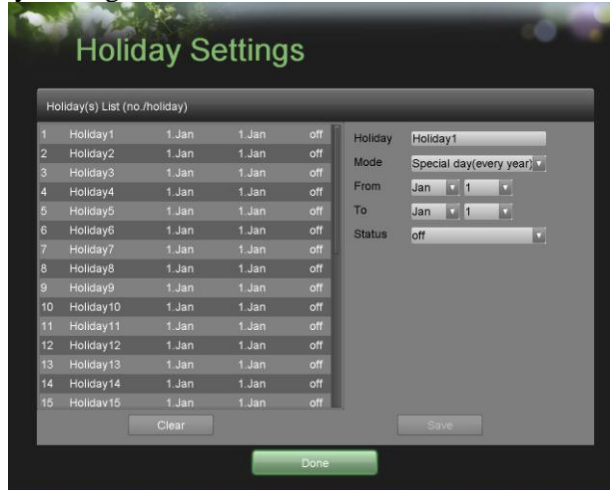 Holiday Settings
Holiday(s) List (no./holiday)
1 Holiday1 1.Jan 1.Jan off
2 Holiday2 1.Jan 1.Jan off
3 Holiday3 1.Jan 1.Jan off
4 Holiday4 1.Jan 1.Jan off
5 Holiday5 1.Jan 1.Jan off
6 Holiday6 1.Jan 1.Jan off
7 Holiday7 1.Jan 1.Jan off
8 Holiday8 1.Jan 1.Jan off
9 Holiday9 1.Jan 1.Jan off
10 Holiday10 1.Jan 1.Jan off
11 Holiday11 1.Jan 1.Jan off
12 Holiday12 1.Jan 1.Jan off
13 Holiday13 1.Jan 1.Jan off
14 Holiday14 1.Jan 1.Jan off
15 Holiday15 1.Jan 1.Jan off
Clear
Holiday Holiday1
Mode Special day(every year)
From Jan 1
To Jan 1
Status off
Save
Done